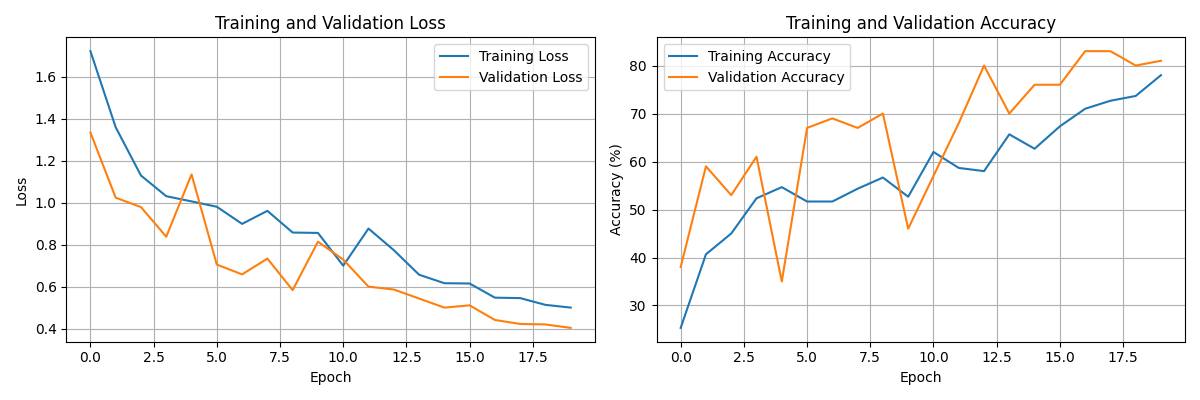 Training and Validation Loss
Training Loss
Validation Loss
1.6
1.4
1.2
1.0
0.8
0.6
0.4
Loss
0.0 2.5 5.0 7.5 10.0 12.5 15.0 17.5
Epoch
Training and Validation Accuracy
Training Accuracy
Validation Accuracy
80
70
60
50
40
30
Accuracy (%)
0.0 2.5 5.0 7.5 10.0 12.5 15.0 17.5
Epoch